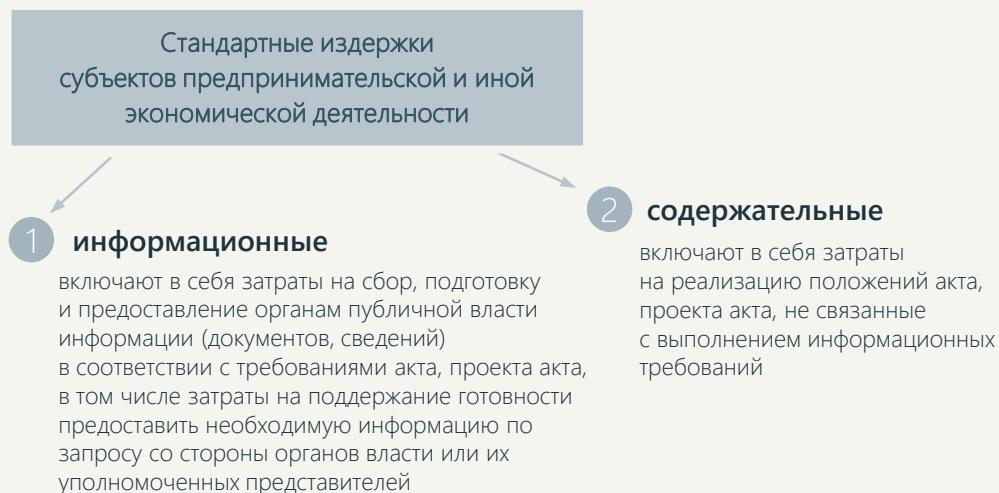 Стандартные издержки
субъектов предпринимательской и иной
экономической деятельности
1 информационные
включают в себя затраты на сбор, подготовку
и предоставление органам публичной власти
информации (документов, сведений)
в соответствии с требованиями акта, проекта акта,
в том числе затраты на поддержание готовности
предоставить необходимую информацию по
запросу со стороны органов власти или их
уполномоченных представителей
2 содержательные
включают в себя затраты
на реализацию положений акта,
проекта акта, не связанные
с выполнением информационных
требований